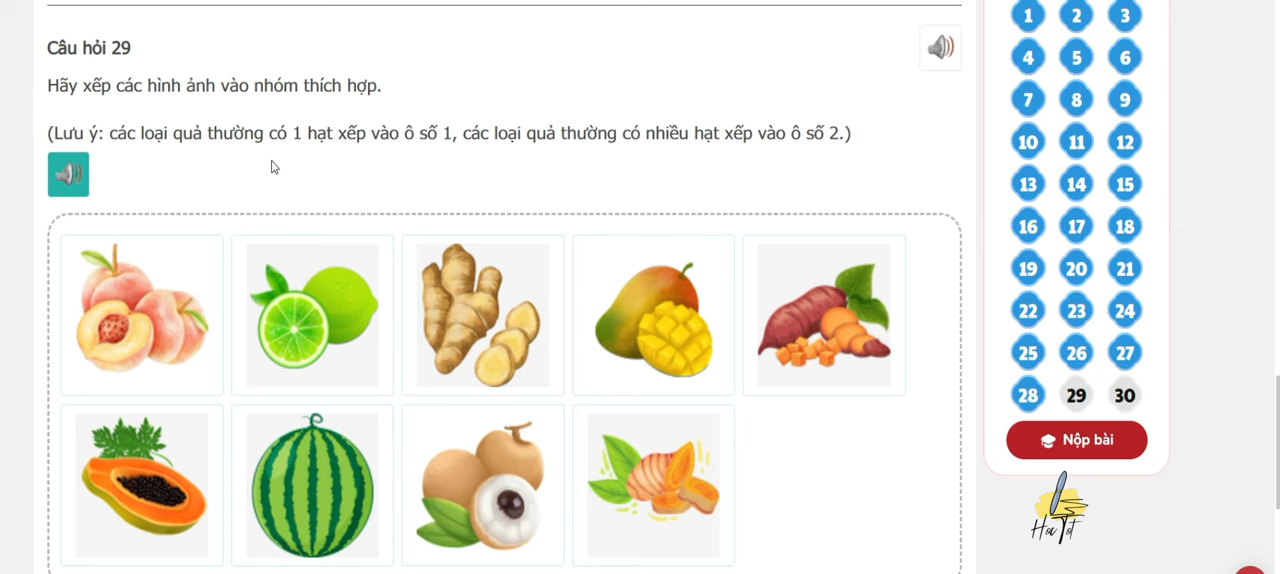 Câu hỏi 29
Hãy xếp các hình ảnh vào nhóm thích hợp.
(Lưu ý: các loại quả thường có 1 hạt xếp vào ô số 1, các loại quả thường có nhiều hạt xếp vào ô số 2.)
1 2 3
4 5 6
7 8 9
10 11 12
13 14 15
16 17 18
19 20 21
22 23 24
25 26 27
28 29 30
Nộp bài